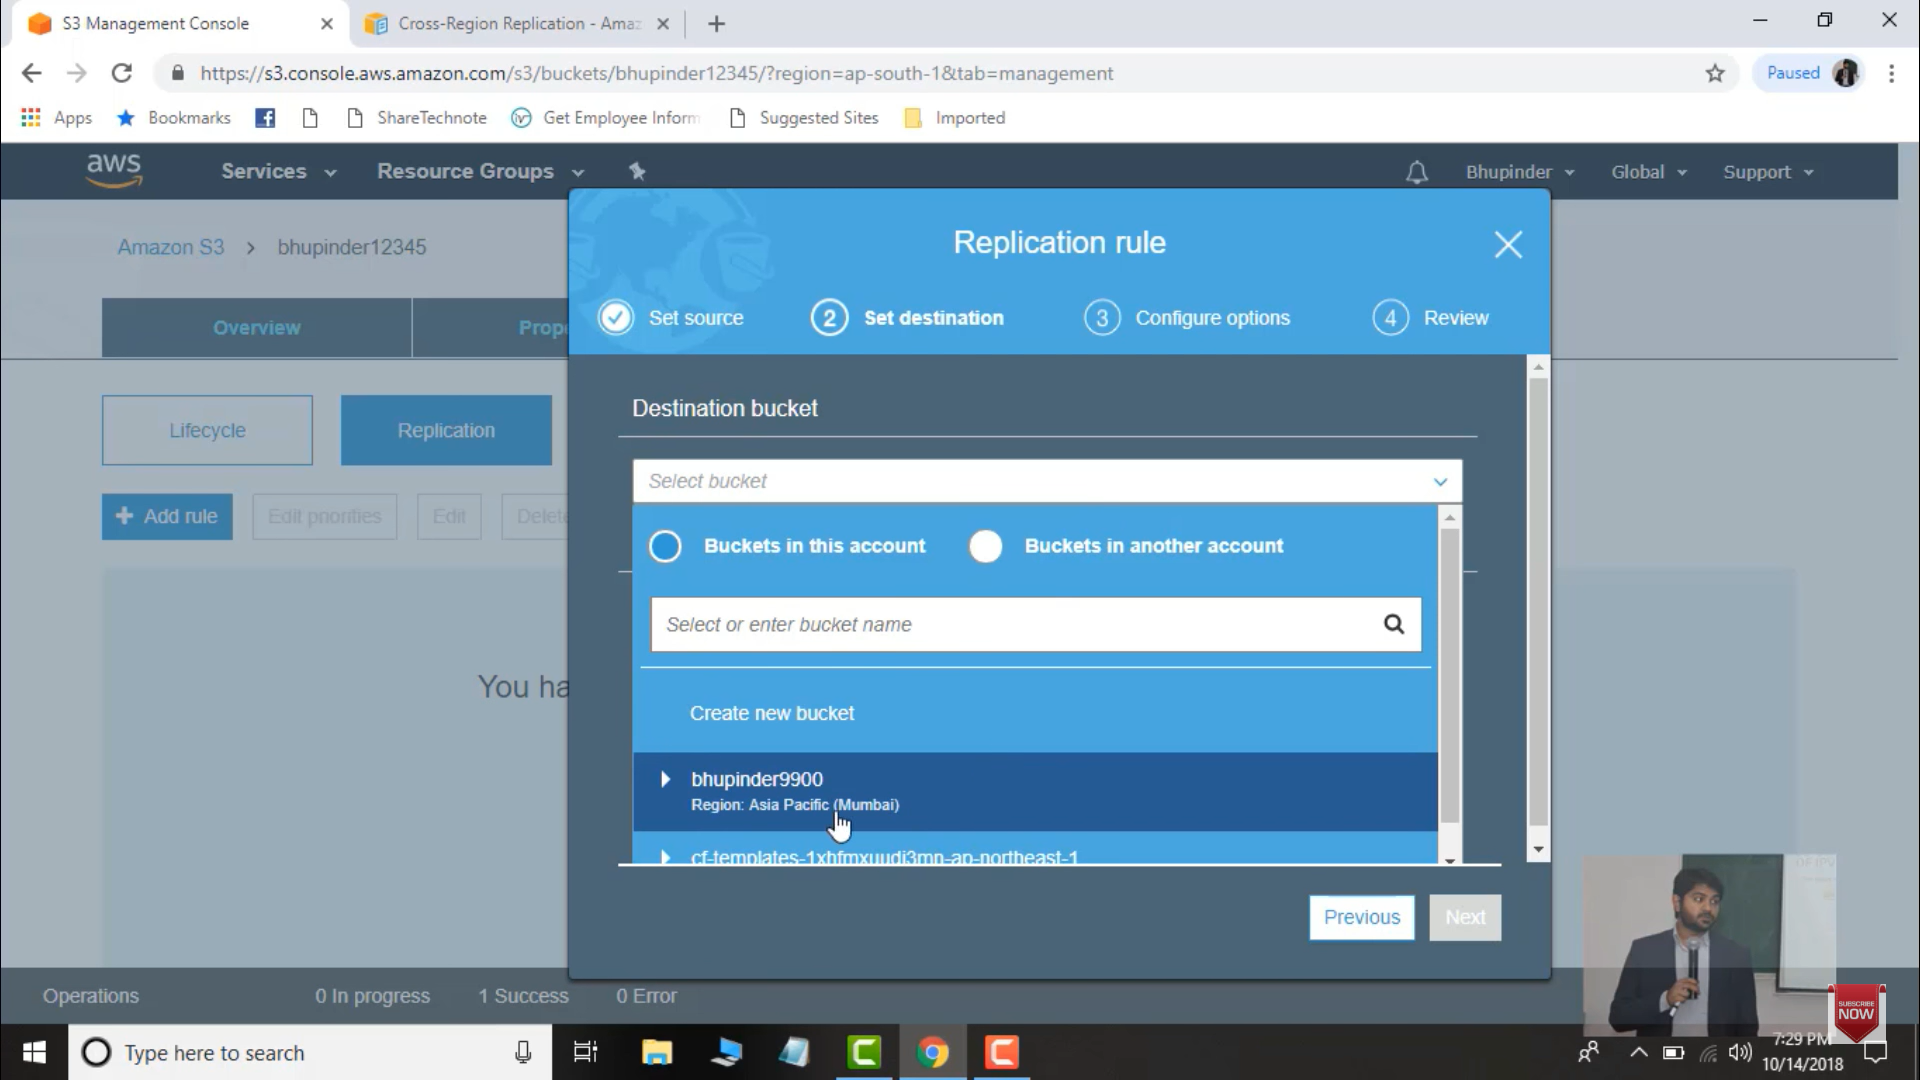 S3 Management Console
Cross-Region Replication - Amaz
https://s3.console.aws.amazon.com/s3/buckets/bhupinder12345/?region=ap-south-1&tab=management
Paused
Apps
Bookmarks
ShareTechnote
Get Employee Inform
Suggested Sites
Imported
aws
Services
Resource Groups
Bhupinder
Global
Support
Amazon S3 > bhupinder12345
Replication rule
Set source
2 Set destination
3 Configure options
4 Review
Overview
Prope
Destination bucket
Lifecycle
Replication
Select bucket
+ Add rule
Edit priorities
Edit
Delete
Buckets in this account
Buckets in another account
Select or enter bucket name
You ha
Create new bucket
bhupinder9900
Region: Asia Pacific (Mumbai)
cf-templates-1xhfmxuudi3mn-ap-northeast-1
Previous
Next
Operations
0 In progress
1 Success
0 Error
SUBSCRIBE
NOW
Type here to search
7:29 PM
10/14/2018